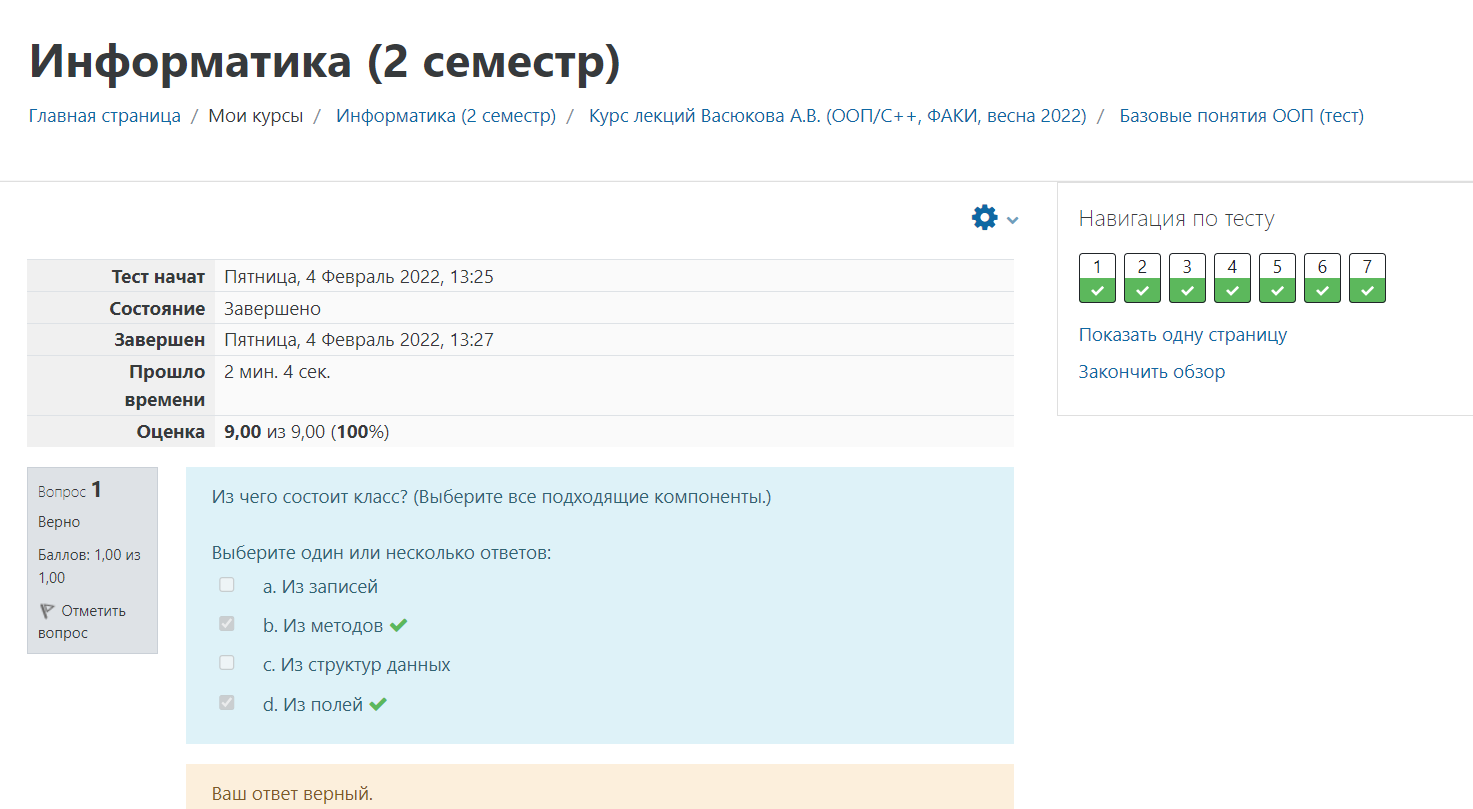 Информатика (2 семестр)
Главная страница / Мои курсы / Информатика (2 семестр) / Курс лекций Васюкова А.В. (ООП/C++, ФАКИ, весна 2022) / Базовые понятия ООП (тест)
Тест начат Пятница, 4 Февраль 2022, 13:25
Состояние Завершено
Завершен Пятница, 4 Февраль 2022, 13:27
Прошло 2 мин. 4 сек.
времени
Оценка 9,00 из 9,00 (100%)
Вопрос 1
Верно
Баллов: 1,00 из
1,00
Отметить
вопрос
Из чего состоит класс? (Выберите все подходящие компоненты.)
Выберите один или несколько ответов:
a. Из записей
b. Из методов
c. Из структур данных
d. Из полей
Ваш ответ верный.
Навигация по тесту
1 2 3 4 5 6 7
Показать одну страницу
Закончить обзор